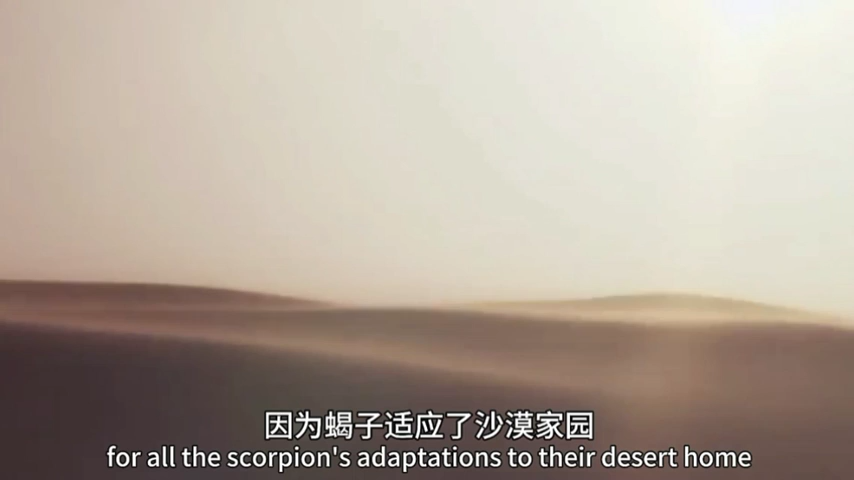 因为蝎子适应了沙漠家园
for all the scorpion's adaptations to their desert home